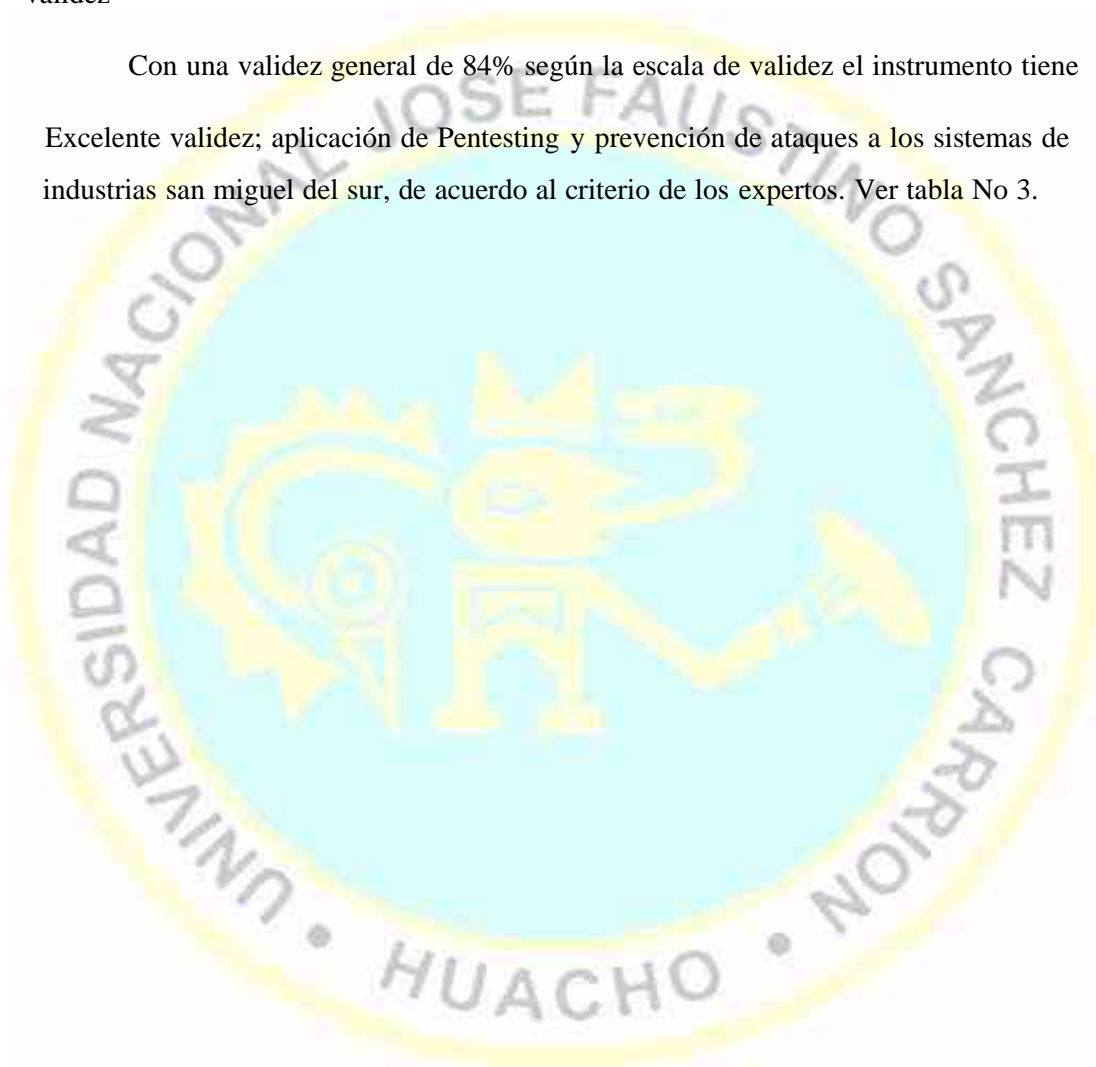 validez
Con una validez general de 84% según la escala de validez el instrumento tiene
Excelente validez; aplicación de Pentesting y prevención de ataques a los sistemas de
industrias san miguel del sur, de acuerdo al criterio de los expertos. Ver tabla No 3.
UNIVERSIDAD NACIONAL JOSE FAUSTINO SANCHEZ CARRION
• HUACHO •